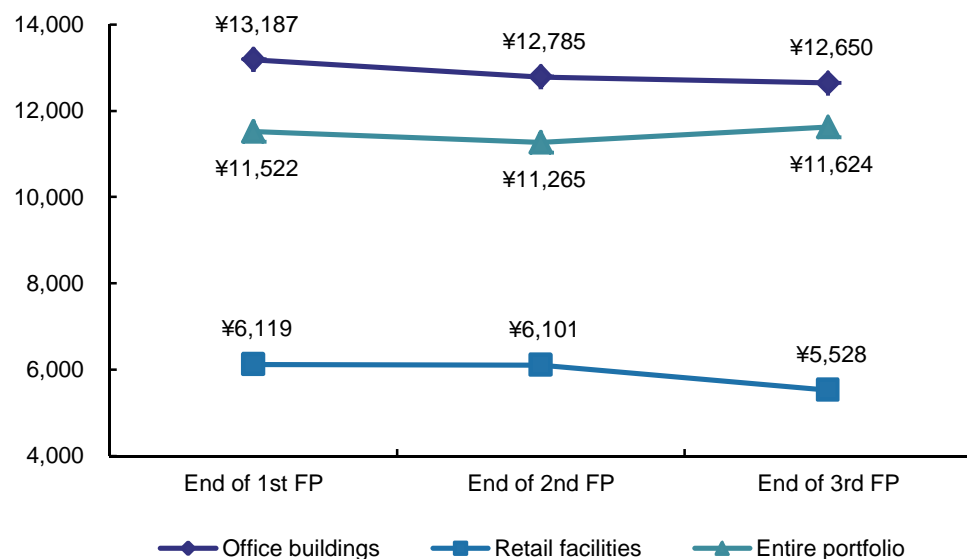 14,000
12,000
10,000
8,000
6,000
4,000
¥13,187
¥12,785
¥12,650
¥11,522
¥11,265
¥11,624
¥6,119
¥6,101
¥5,528
End of 1st FP
End of 2nd FP
End of 3rd FP
Office buildings
Retail facilities
Entire portfolio